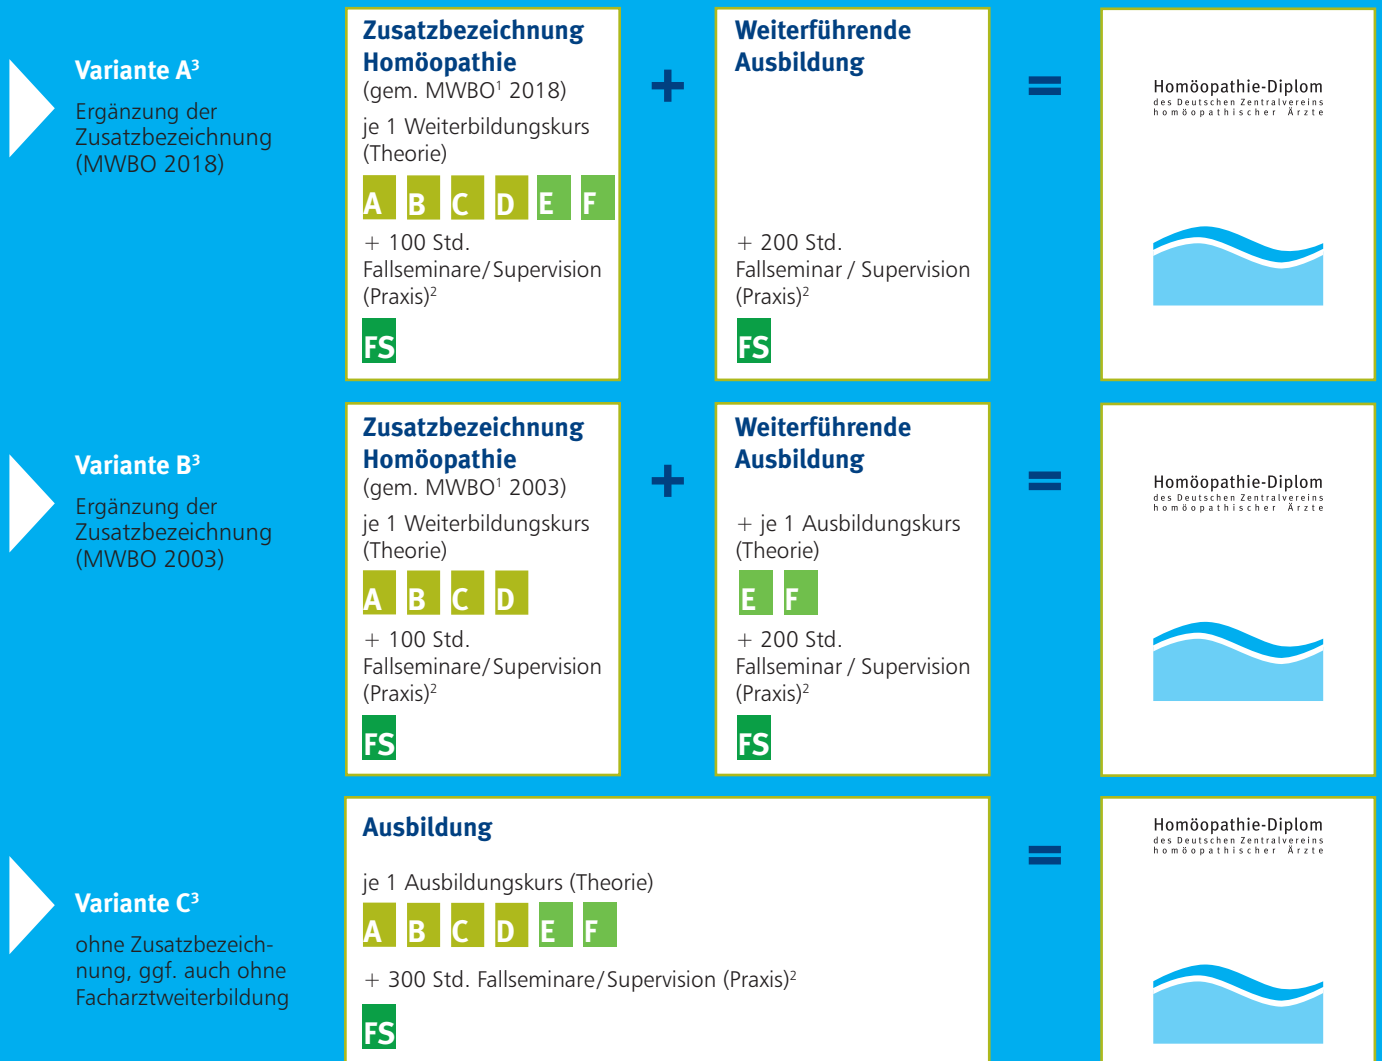 Variante A³
Ergänzung der
Zusatzbezeichnung
(MWBO 2018)
Zusatzbezeichnung
Homöopathie
(gem. MWBO¹ 2018)
je 1 Weiterbildungskurs
(Theorie)
A B C D E F
+ 100 Std.
Fallseminare/Supervision
(Praxis)²
FS
+
Weiterführende
Ausbildung
+ 200 Std.
Fallseminar / Supervision
(Praxis)²
FS
=
Homöopathie-Diplom
des Deutschen Zentralvereins
homöopathischer Ärzte
Variante B³
Ergänzung der
Zusatzbezeichnung
(MWBO 2003)
Zusatzbezeichnung
Homöopathie
(gem. MWBO¹ 2003)
je 1 Weiterbildungskurs
(Theorie)
A B C D
+ 100 Std.
Fallseminare/Supervision
(Praxis)²
FS
+
Weiterführende
Ausbildung
+ je 1 Ausbildungskurs
(Theorie)
E F
+ 200 Std.
Fallseminar / Supervision
(Praxis)²
FS
=
Homöopathie-Diplom
des Deutschen Zentralvereins
homöopathischer Ärzte
Variante C³
ohne Zusatzbezeich-
nung, ggf. auch ohne
Facharztweiterbildung
Ausbildung
je 1 Ausbildungskurs (Theorie)
A B C D E F
+ 300 Std. Fallseminare/Supervision (Praxis)²
FS
=
Homöopathie-Diplom
des Deutschen Zentralvereins
homöopathischer Ärzte